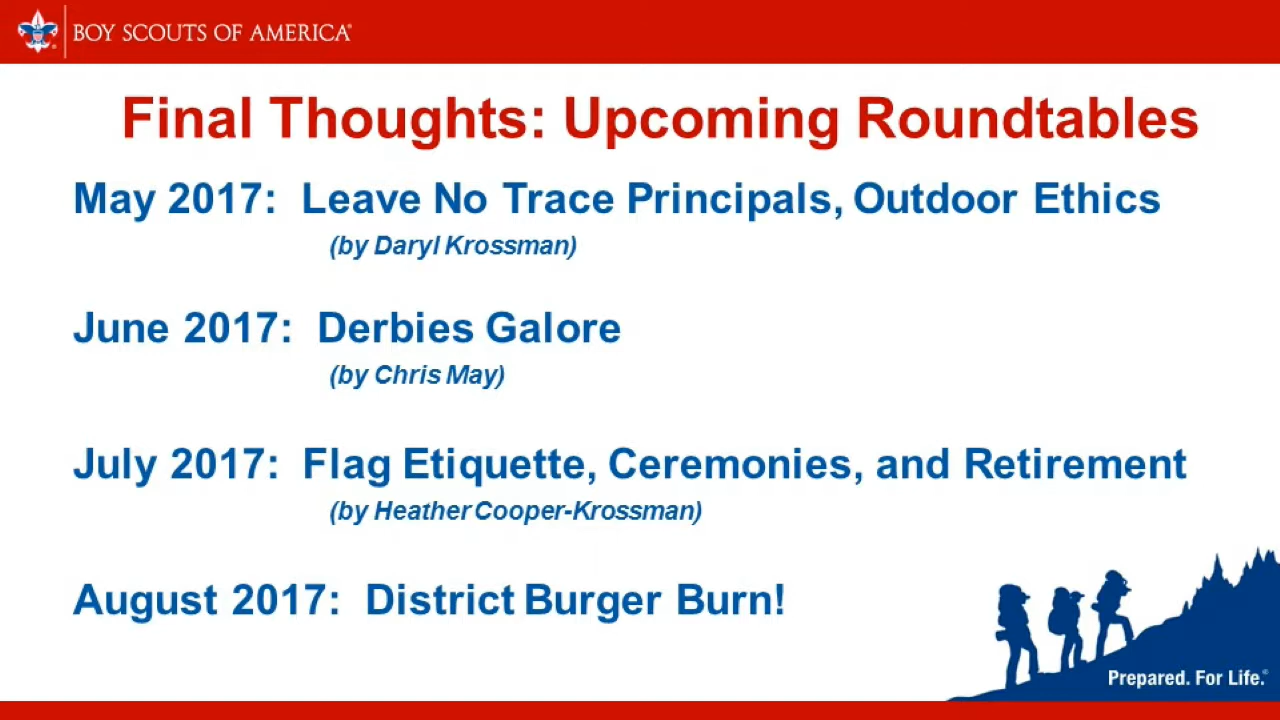 BOY SCOUTS OF AMERICA®
Final Thoughts: Upcoming Roundtables
May 2017: Leave No Trace Principals, Outdoor Ethics
(by Daryl Krossman)
June 2017: Derbies Galore
(by Chris May)
July 2017: Flag Etiquette, Ceremonies, and Retirement
(by Heather Cooper-Krossman)
August 2017: District Burger Burn!
Prepared. For Life.®